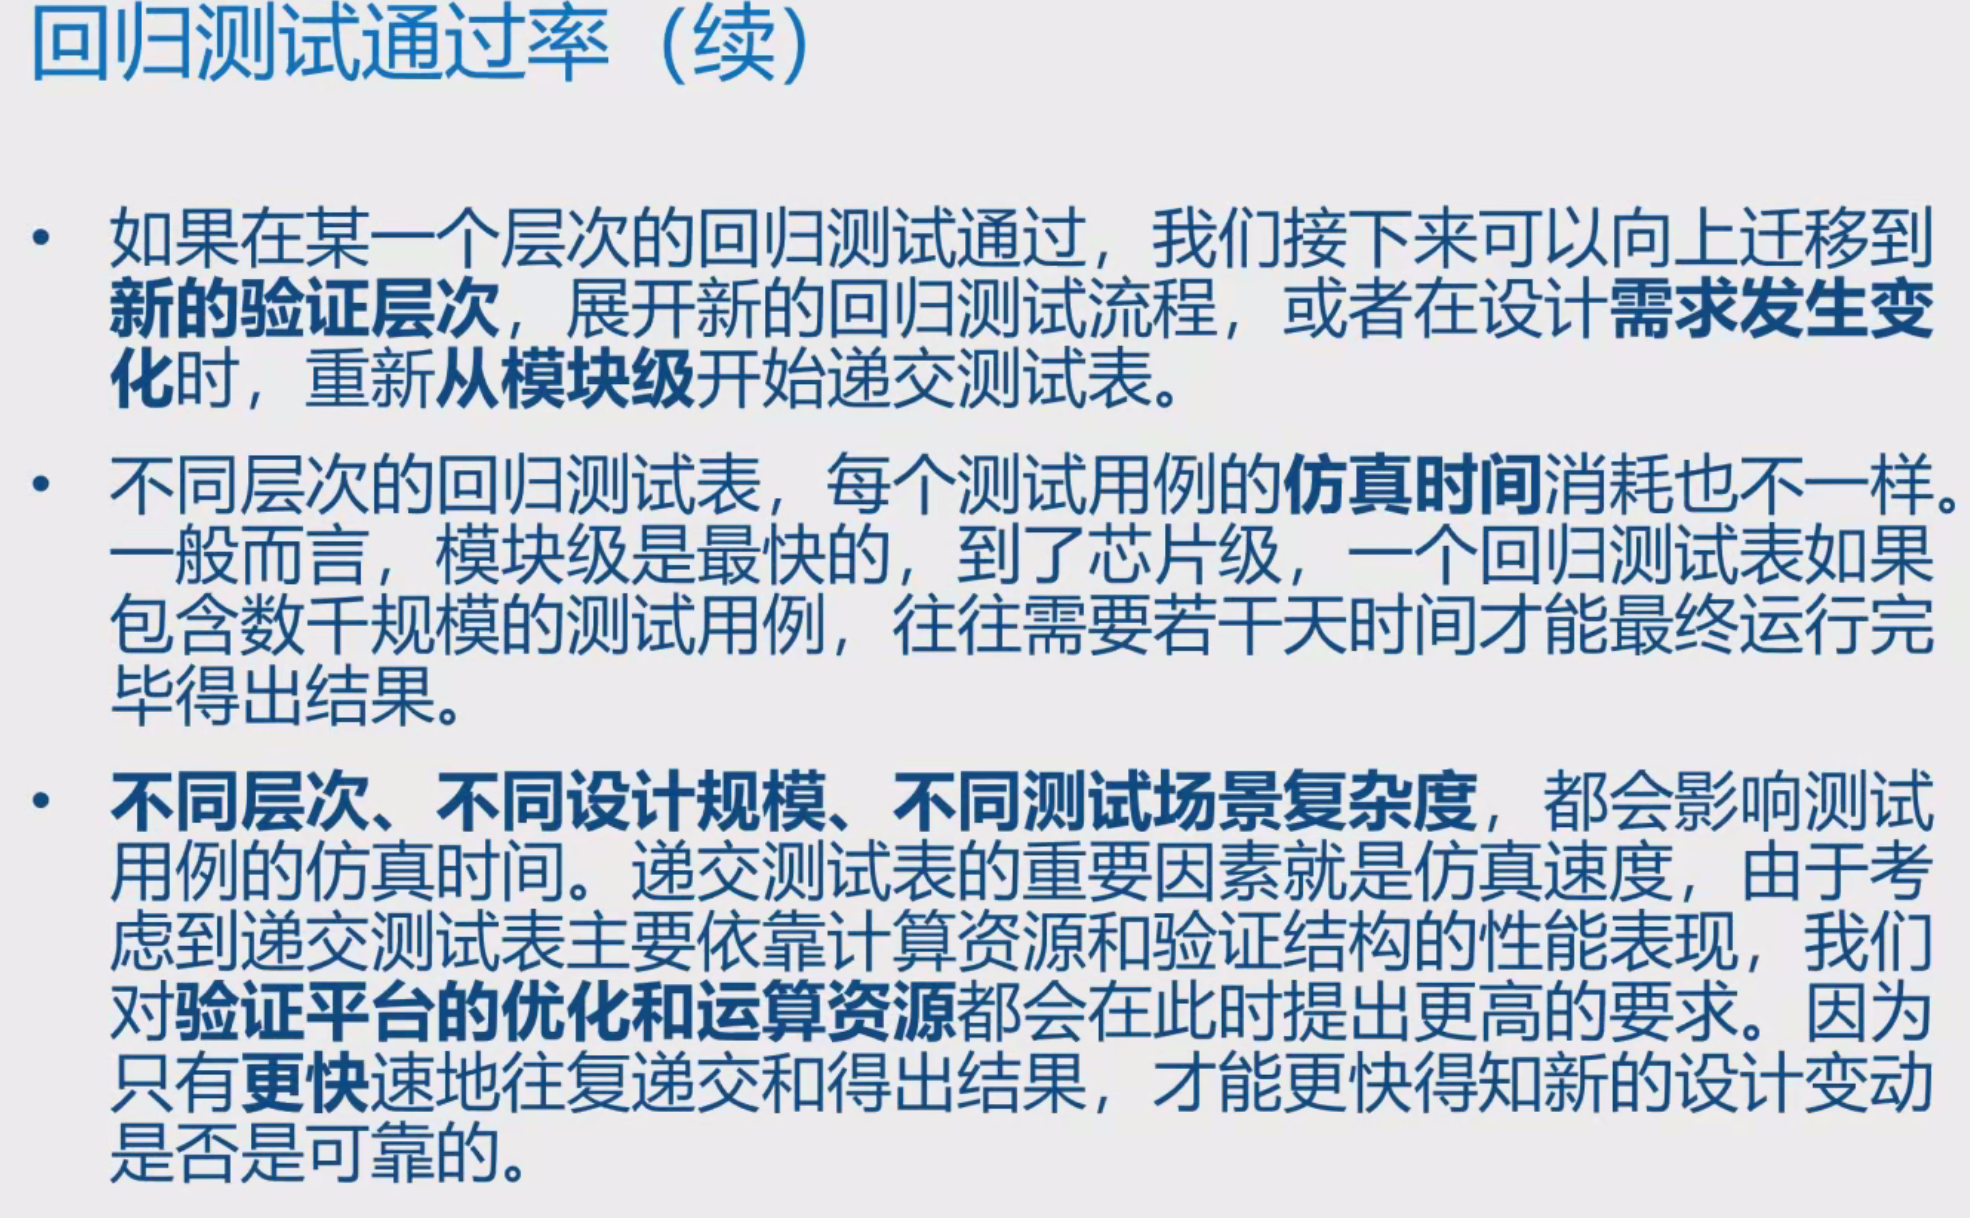 回归测试通过率（续）
• 如果在某一个层次的回归测试通过，我们接下来可以向上迁移到
新的验证层次，展开新的回归测试流程，或者在设计需求发生变
化时，重新从模块级开始递交测试表。
• 不同层次的回归测试表，每个测试用例的仿真时间消耗也不一样。
一般而言，模块级是最快的，到了芯片级，一个回归测试表如果
包含数千规模的测试用例，往往需要若干天时间才能最终运行完
毕得出结果。
• 不同层次、不同设计规模、不同测试场景复杂度，都会影响测试
用例的仿真时间。递交测试表的重要因素就是仿真速度，由于考
虑到递交测试表主要依靠计算资源和验证结构的性能表现，我们
对验证平台的优化和运算资源都会在此时提出更高的要求。因为
只有更快速地往复递交和得出结果，才能更快得知新的设计变动
是否是可靠的。